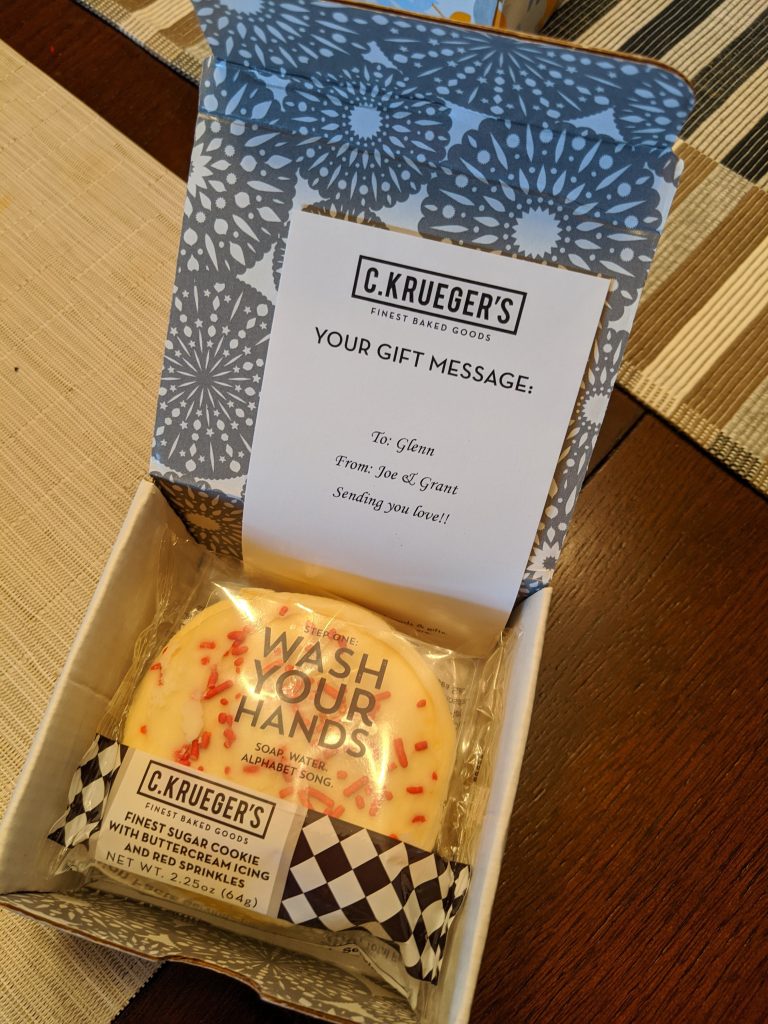 C.KRUEGER'S
FINEST BAKED GOODS
YOUR GIFT MESSAGE:
To: Glenn
From: Joe & Grant
Sending you love!!
STEP ONE:
WASH
YOUR
HANDS
SOAP. WATER.
ALPHABET SONG.
C.KRUEGER'S
FINEST BAKED GOODS
FINEST SUGAR COOKIE
WITH BUTTERCREAM ICING
AND RED SPRINKLES
NET WT. 2.25oz (64g)